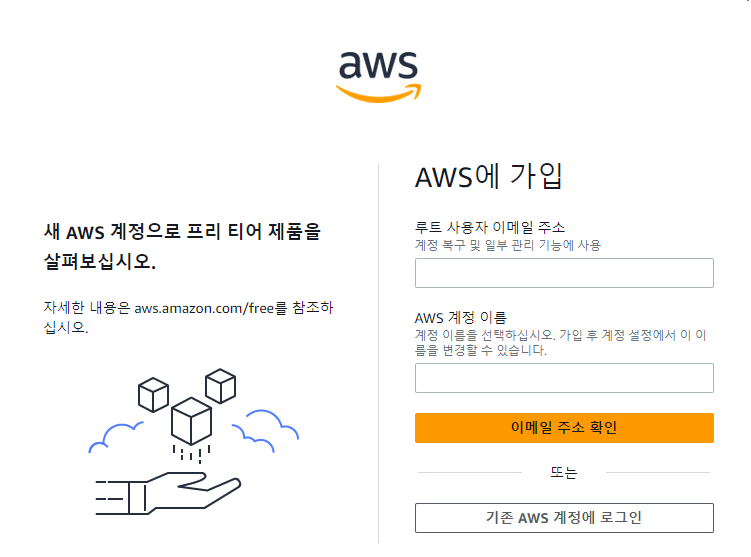 aws
새 AWS 계정으로 프리 티어 제품을
살펴보십시오.
자세한 내용은 aws.amazon.com/free를 참조하
십시오.
AWS에 가입
루트 사용자 이메일 주소
계정 복구 및 일부 관리 기능에 사용
AWS 계정 이름
계정 이름을 선택하십시오. 가입 후 계정 설정에서 이 이
름을 변경할 수 있습니다.
이메일 주소 확인
또는
기존 AWS 계정에 로그인